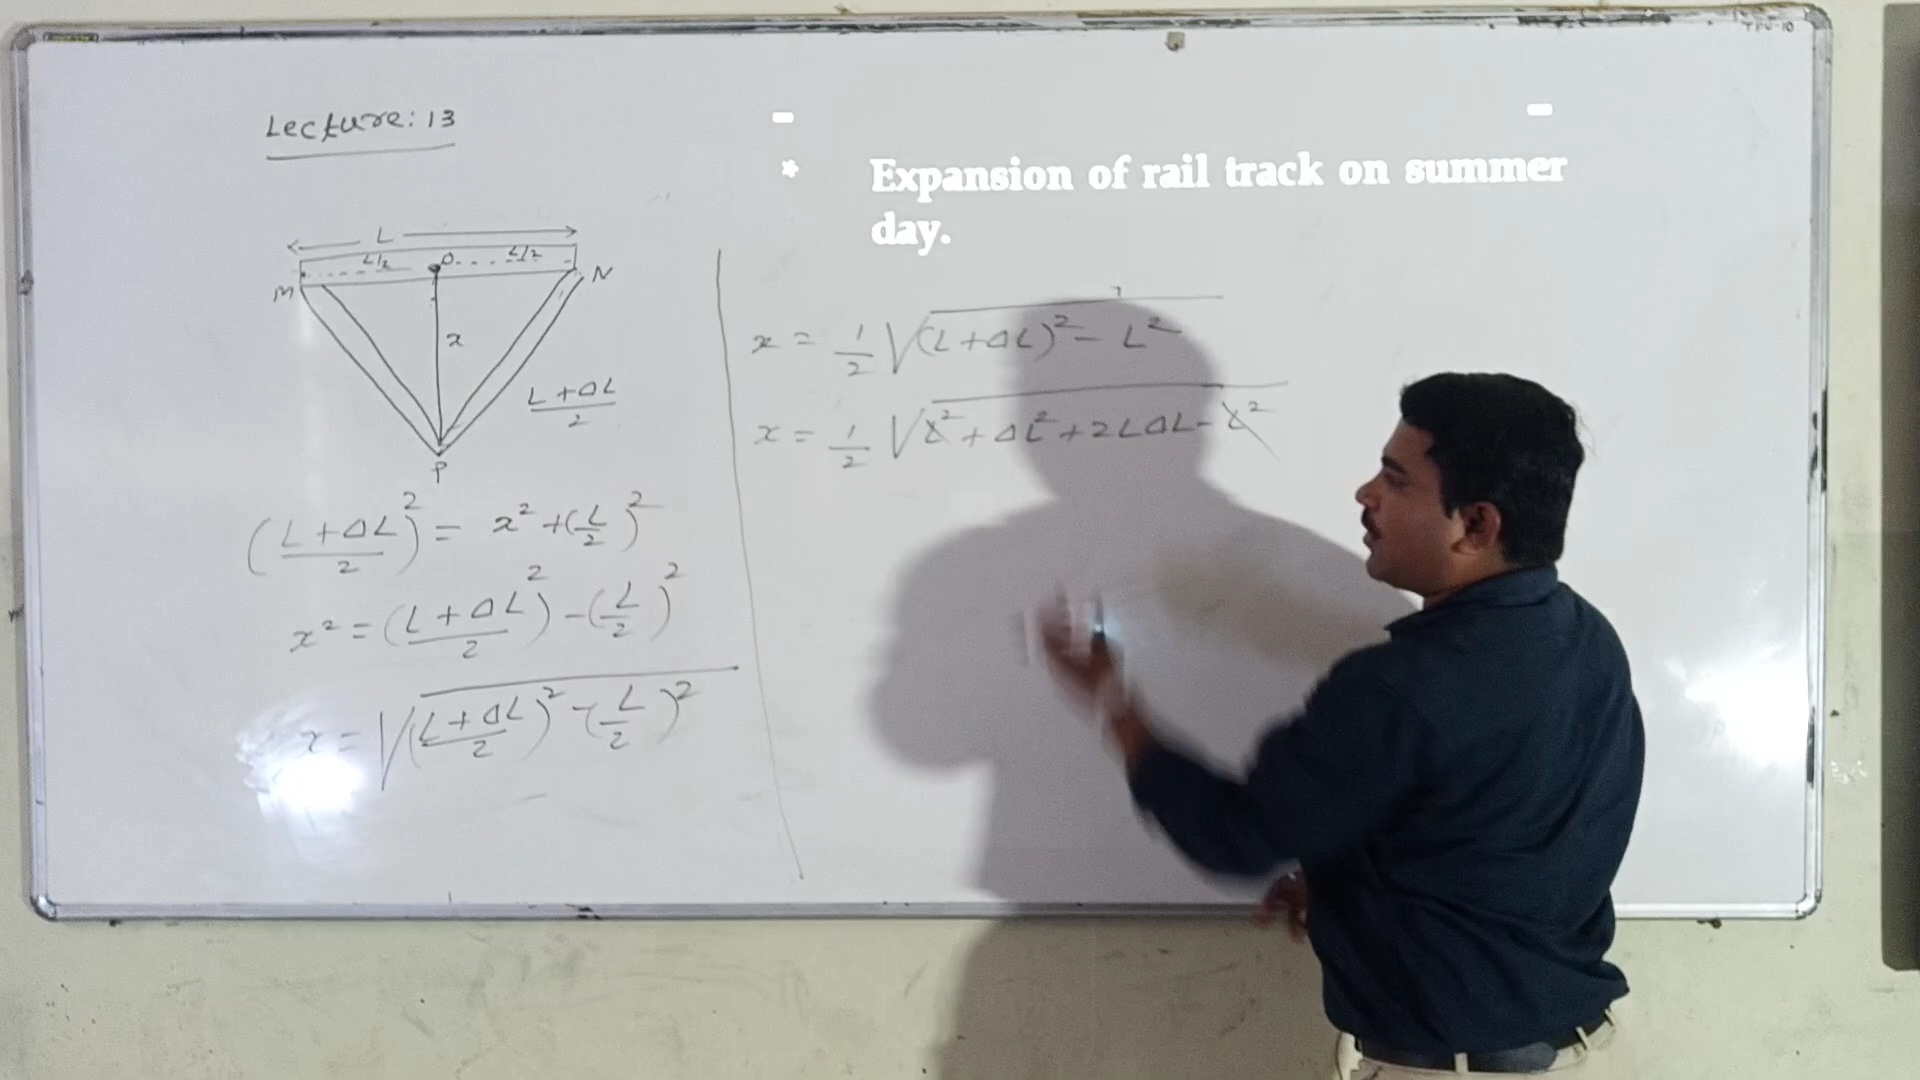 Lecture: 13
* Expansion of rail track on summer
day.
L
L/2 O L/2
M N
x
L + ΔL
2
P
(L + ΔL / 2)² = x² + (L/2)²
x² = (L + ΔL / 2)² - (L/2)²
x = √(L + ΔL / 2)² - (L/2)²
x = 1/2 √(L + ΔL)² - L²
x = 1/2 √L² + ΔL² + 2LΔL - L²